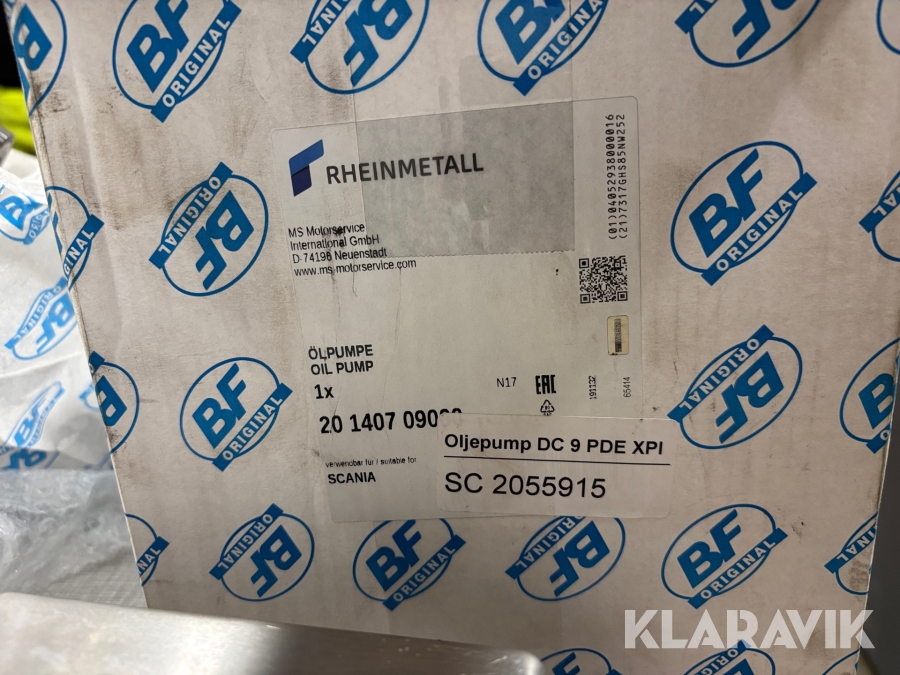 BF
ORIGINAL
RHEINMETALL
MS Motorservice
International GmbH
D-74196 Neuenstadt
www.ms-motorservice.com
(01)04052938000016
(21)7317GHS85NW252
ÖLPUMPE
OIL PUMP
1x
N17
EAC
191132
65414
20 1407
verwendbar für / suitable for
SCANIA
Oljepump DC 9 PDE XPI
SC 2055915
KLARAVIK